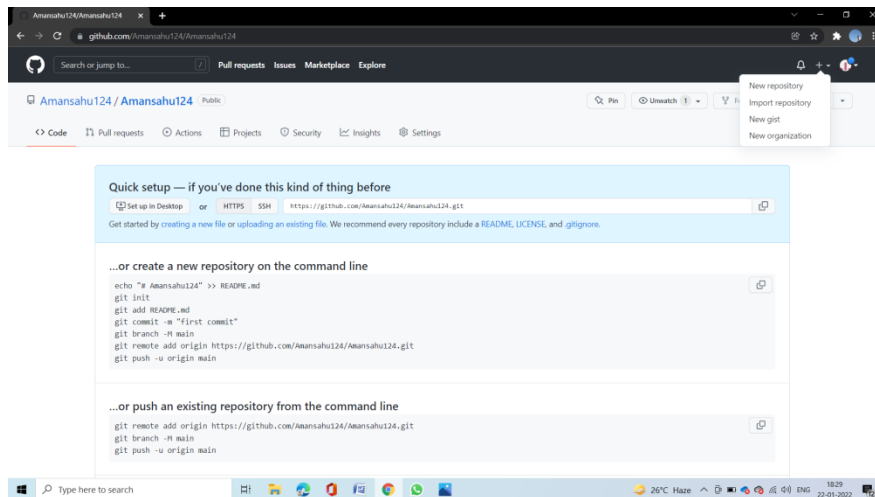 Amansahu124/Amansahu124
github.com/Amansahu124/Amansahu124
Search or jump to... / Pull requests Issues Marketplace Explore
Amansahu124 / Amansahu124 Public
Pin Unwatch 1
New repository
Import repository
New gist
New organization
Code Pull requests Actions Projects Security Insights Settings
Quick setup — if you've done this kind of thing before
Set up in Desktop or HTTPS SSH https://github.com/Amansahu124/Amansahu124.git
Get started by creating a new file or uploading an existing file. We recommend every repository include a README, LICENSE, and .gitignore.
...or create a new repository on the command line
echo "# Amansahu124" >> README.md
git init
git add README.md
git commit -m "first commit"
git branch -M main
git remote add origin https://github.com/Amansahu124/Amansahu124.git
git push -u origin main
...or push an existing repository from the command line
git remote add origin https://github.com/Amansahu124/Amansahu124.git
git branch -M main
git push -u origin main
Type here to search
26°C Haze
ENG
1829
22-01-2022